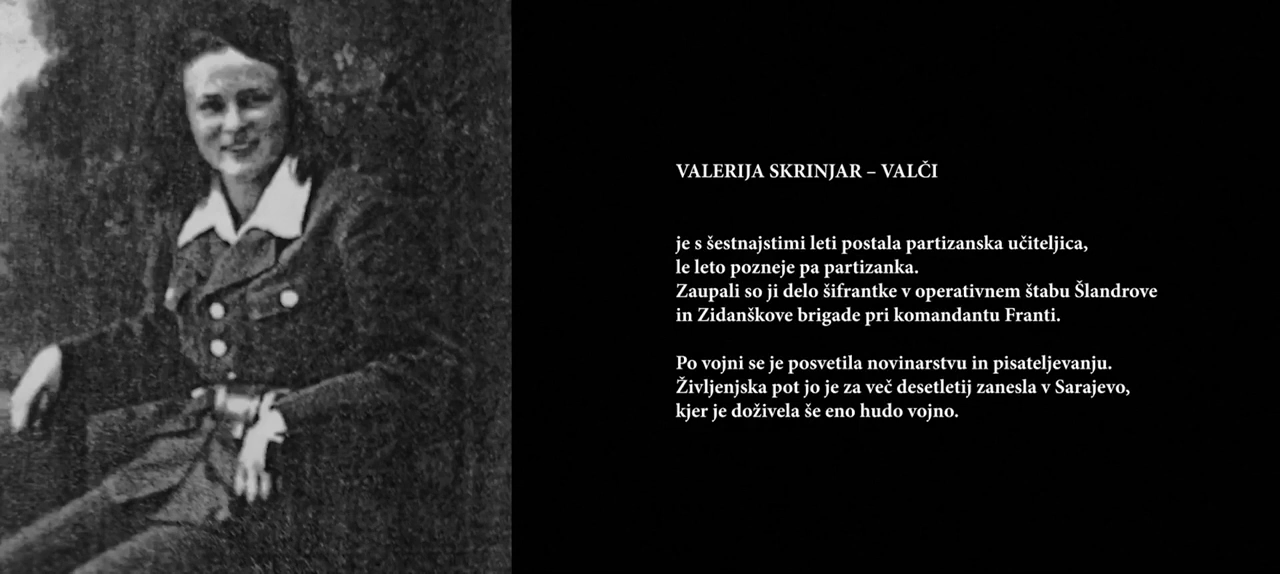 VALERIJA SKRINJAR – VALČI
je s šestnajstimi leti postala partizanska učiteljica,
le leto pozneje pa partizanka.
Zaupali so ji delo šifrantke v operativnem štabu Šlandrove
in Zidanškove brigade pri komandantu Franti.
Po vojni se je posvetila novinarstvu in pisateljevanju.
Življenjska pot jo je za več desetletij zanesla v Sarajevo,
kjer je doživela še eno hudo vojno.